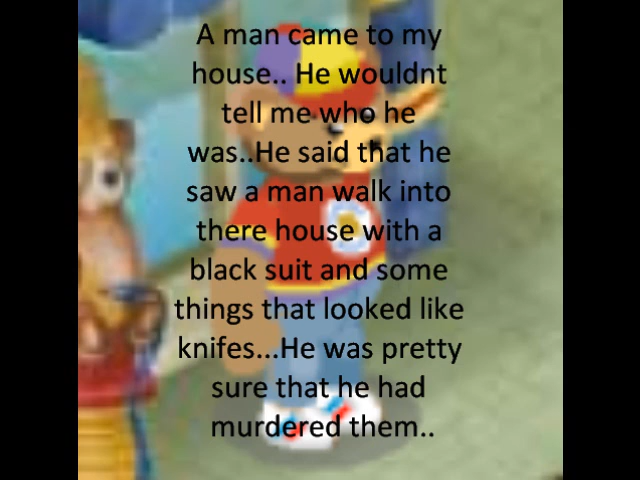 A man came to my
house.. He wouldnt
tell me who he
was..He said that he
saw a man walk into
there house with a
black suit and some
things that looked like
knifes...He was pretty
sure that he had
murdered them..